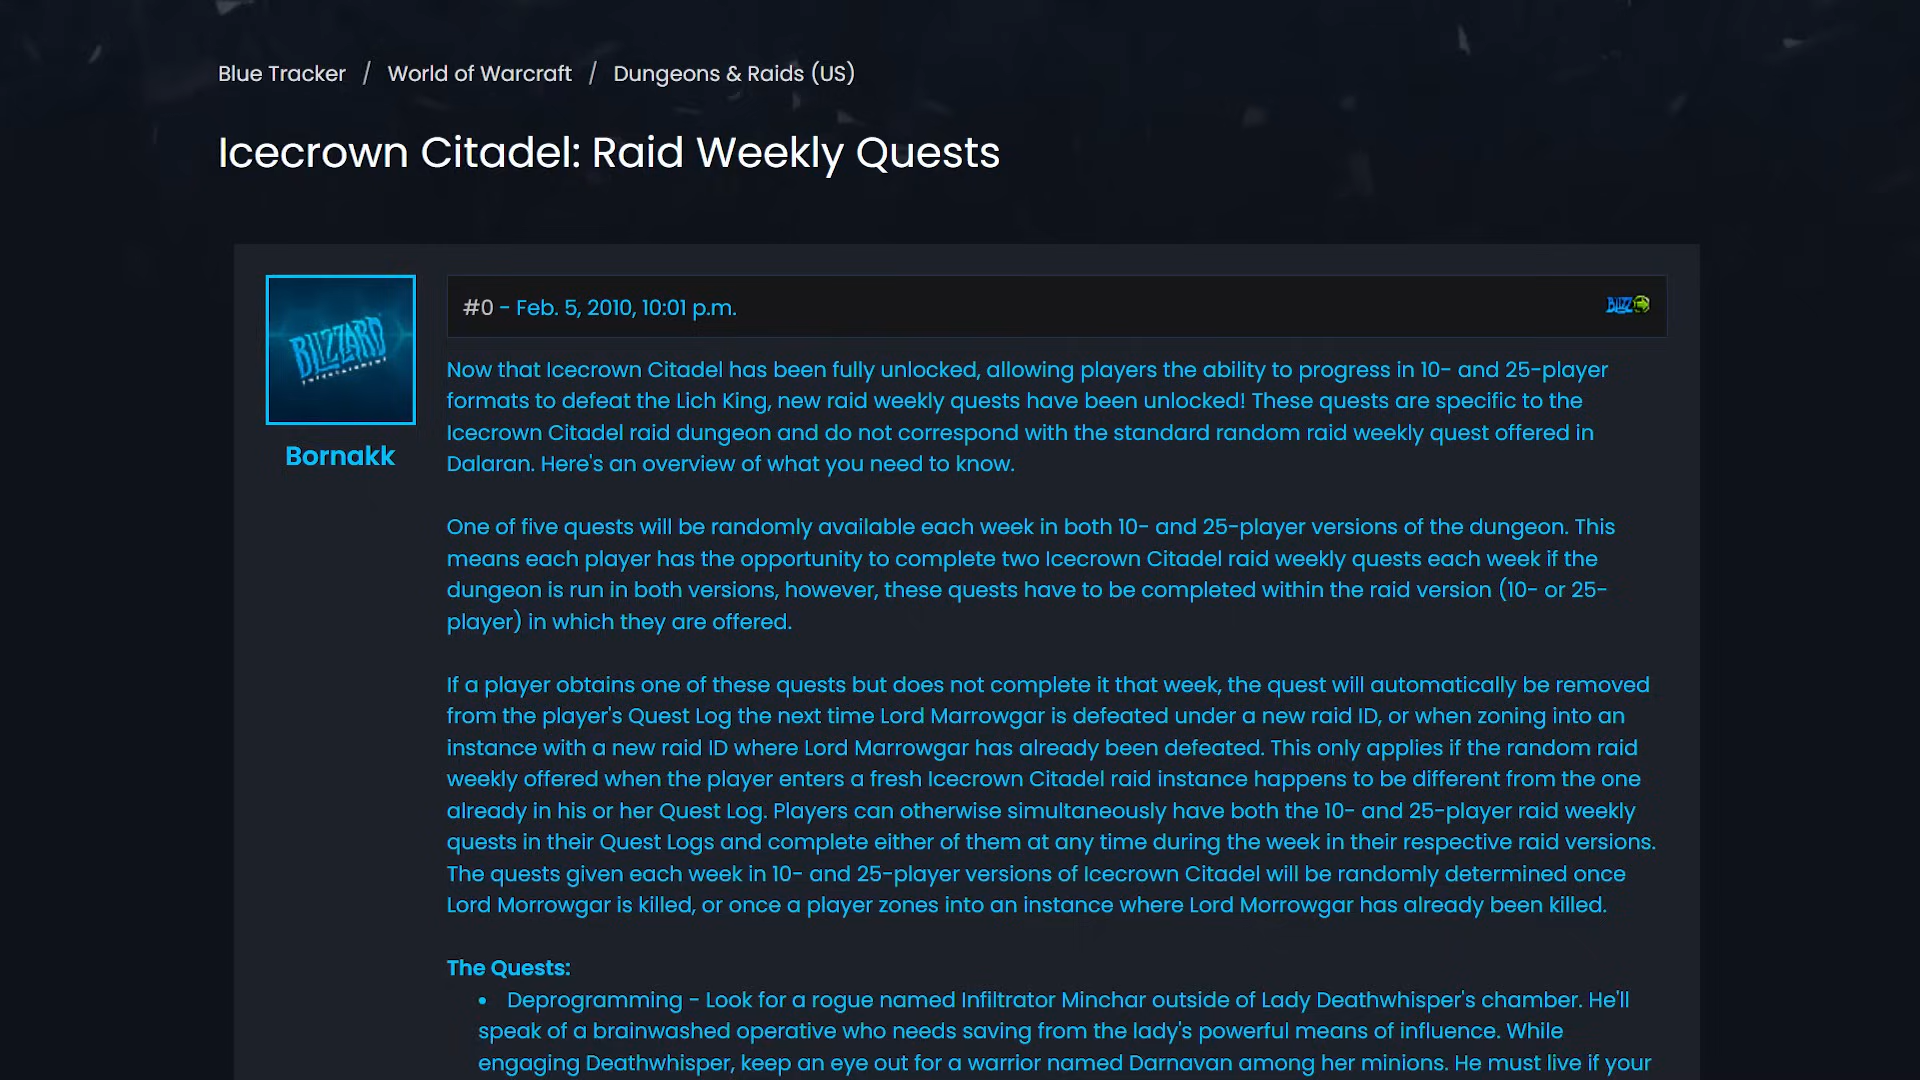 Blue Tracker / World of Warcraft / Dungeons & Raids (US)
Icecrown Citadel: Raid Weekly Quests
BLIZZARD
ENTERTAINMENT
Bornakk
#0 - Feb. 5, 2010, 10:01 p.m.
BLIZZ
Now that Icecrown Citadel has been fully unlocked, allowing players the ability to progress in 10- and 25-player
formats to defeat the Lich King, new raid weekly quests have been unlocked! These quests are specific to the
Icecrown Citadel raid dungeon and do not correspond with the standard random raid weekly quest offered in
Dalaran. Here's an overview of what you need to know.
One of five quests will be randomly available each week in both 10- and 25-player versions of the dungeon. This
means each player has the opportunity to complete two Icecrown Citadel raid weekly quests each week if the
dungeon is run in both versions, however, these quests have to be completed within the raid version (10- or 25-
player) in which they are offered.
If a player obtains one of these quests but does not complete it that week, the quest will automatically be removed
from the player's Quest Log the next time Lord Marrowgar is defeated under a new raid ID, or when zoning into an
instance with a new raid ID where Lord Marrowgar has already been defeated. This only applies if the random raid
weekly offered when the player enters a fresh Icecrown Citadel raid instance happens to be different from the one
already in his or her Quest Log. Players can otherwise simultaneously have both the 10- and 25-player raid weekly
quests in their Quest Logs and complete either of them at any time during the week in their respective raid versions.
The quests given each week in 10- and 25-player versions of Icecrown Citadel will be randomly determined once
Lord Morrowgar is killed, or once a player zones into an instance where Lord Morrowgar has already been killed.
The Quests:
• Deprogramming - Look for a rogue named Infiltrator Minchar outside of Lady Deathwhisper's chamber. He'll
speak of a brainwashed operative who needs saving from the lady's powerful means of influence. While
engaging Deathwhisper, keep an eye out for a warrior named Darnavan among her minions. He must live if your